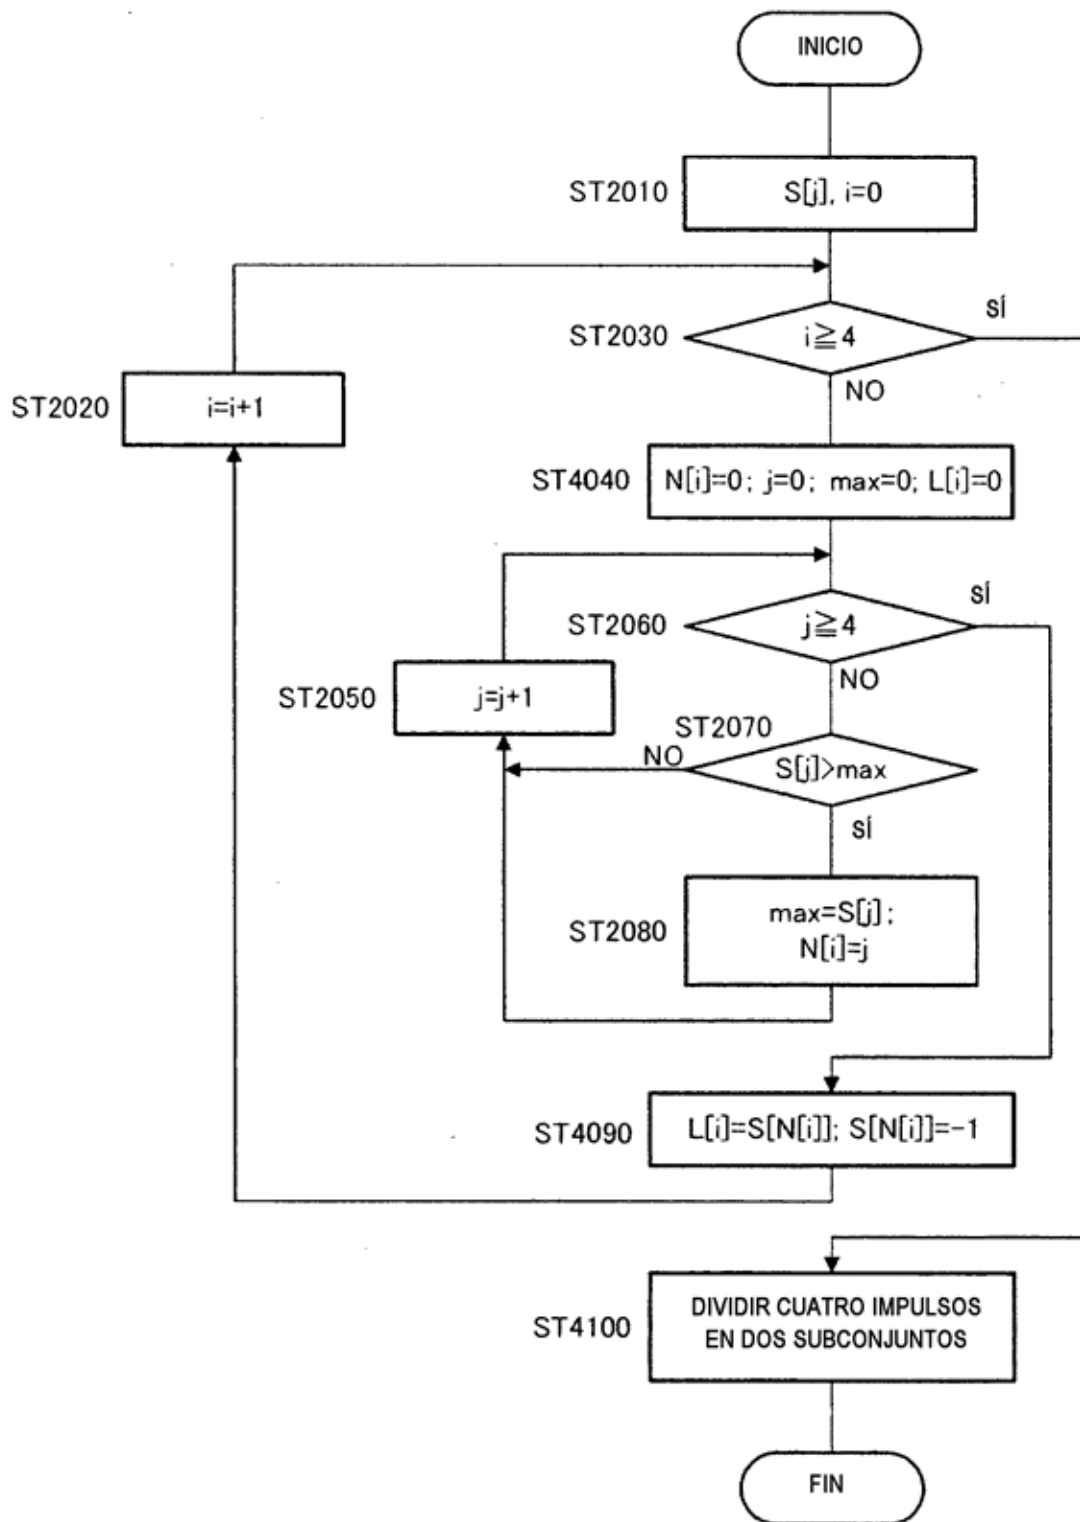 INICIO
ST2010
S[j], i=0
SÍ
ST2030
i≧4
NO
ST2020
i=i+1
ST4040
N[i]=0; j=0; max=0; L[i]=0
SÍ
ST2060
j≧4
NO
ST2050
j=j+1
ST2070
NO
S[j]>max
SÍ
ST2080
max=S[j];
N[i]=j
ST4090
L[i]=S[N[i]]; S[N[i]]=-1
ST4100
DIVIDIR CUATRO IMPULSOS
EN DOS SUBCONJUNTOS
FIN